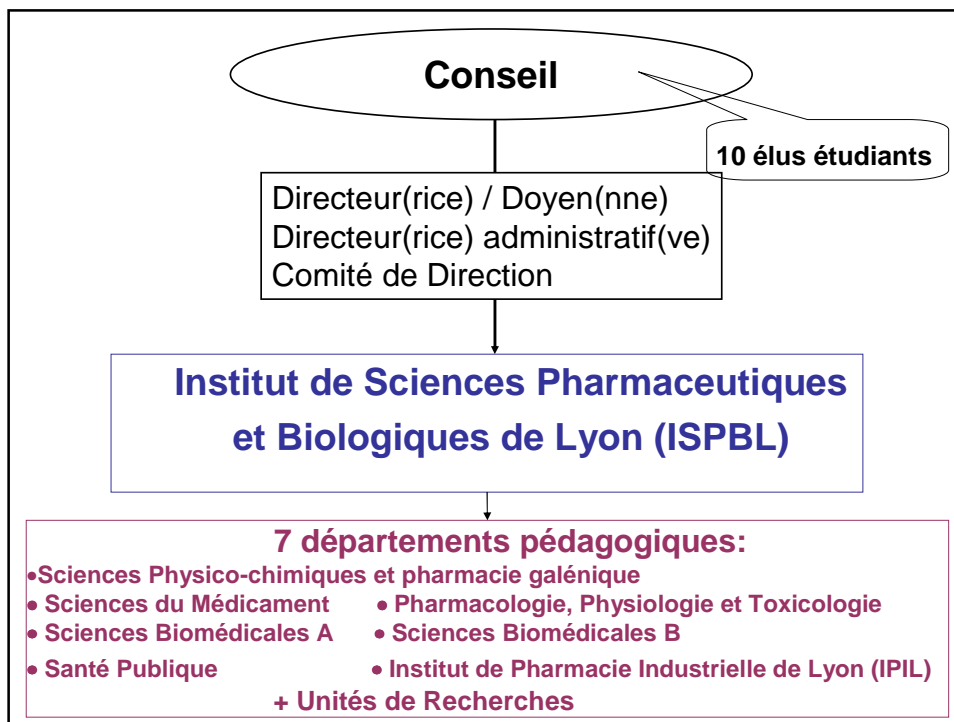 Conseil
10 élus étudiants
Directeur(rice) / Doyen(nne)
Directeur(rice) administratif(ve)
Comité de Direction
Institut de Sciences Pharmaceutiques
et Biologiques de Lyon (ISPBL)
7 départements pédagogiques:
•Sciences Physico-chimiques et pharmacie galénique
• Sciences du Médicament • Pharmacologie, Physiologie et Toxicologie
• Sciences Biomédicales A • Sciences Biomédicales B
• Santé Publique • Institut de Pharmacie Industrielle de Lyon (IPIL)
+ Unités de Recherches